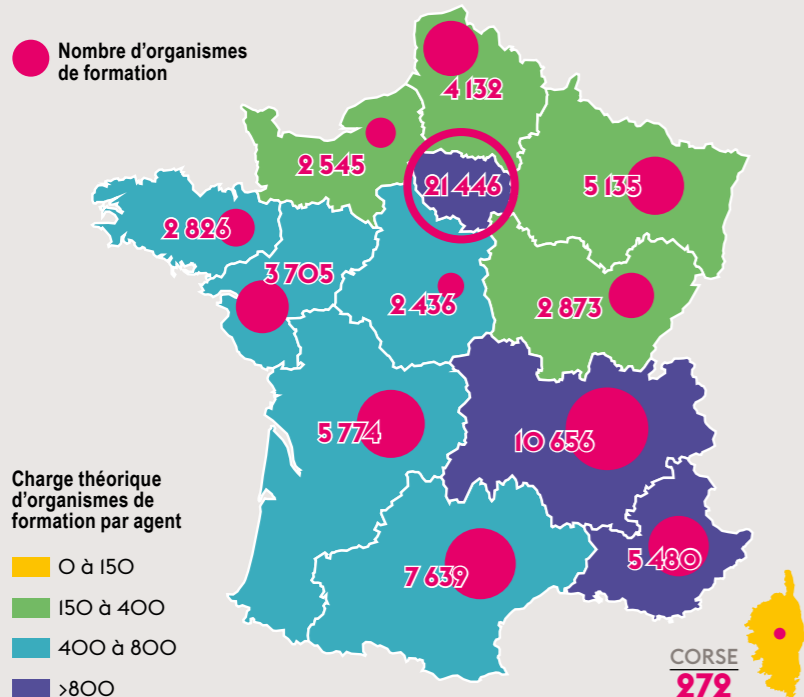 Nombre d'organismes
de formation
4 132
2 545
21 446
5 135
2 826
3 705
2 436
2 873
5 774
10 656
7 639
5 480
Charge théorique
d'organismes de
formation par agent
0 à 150
150 à 400
400 à 800
>800
CORSE
272